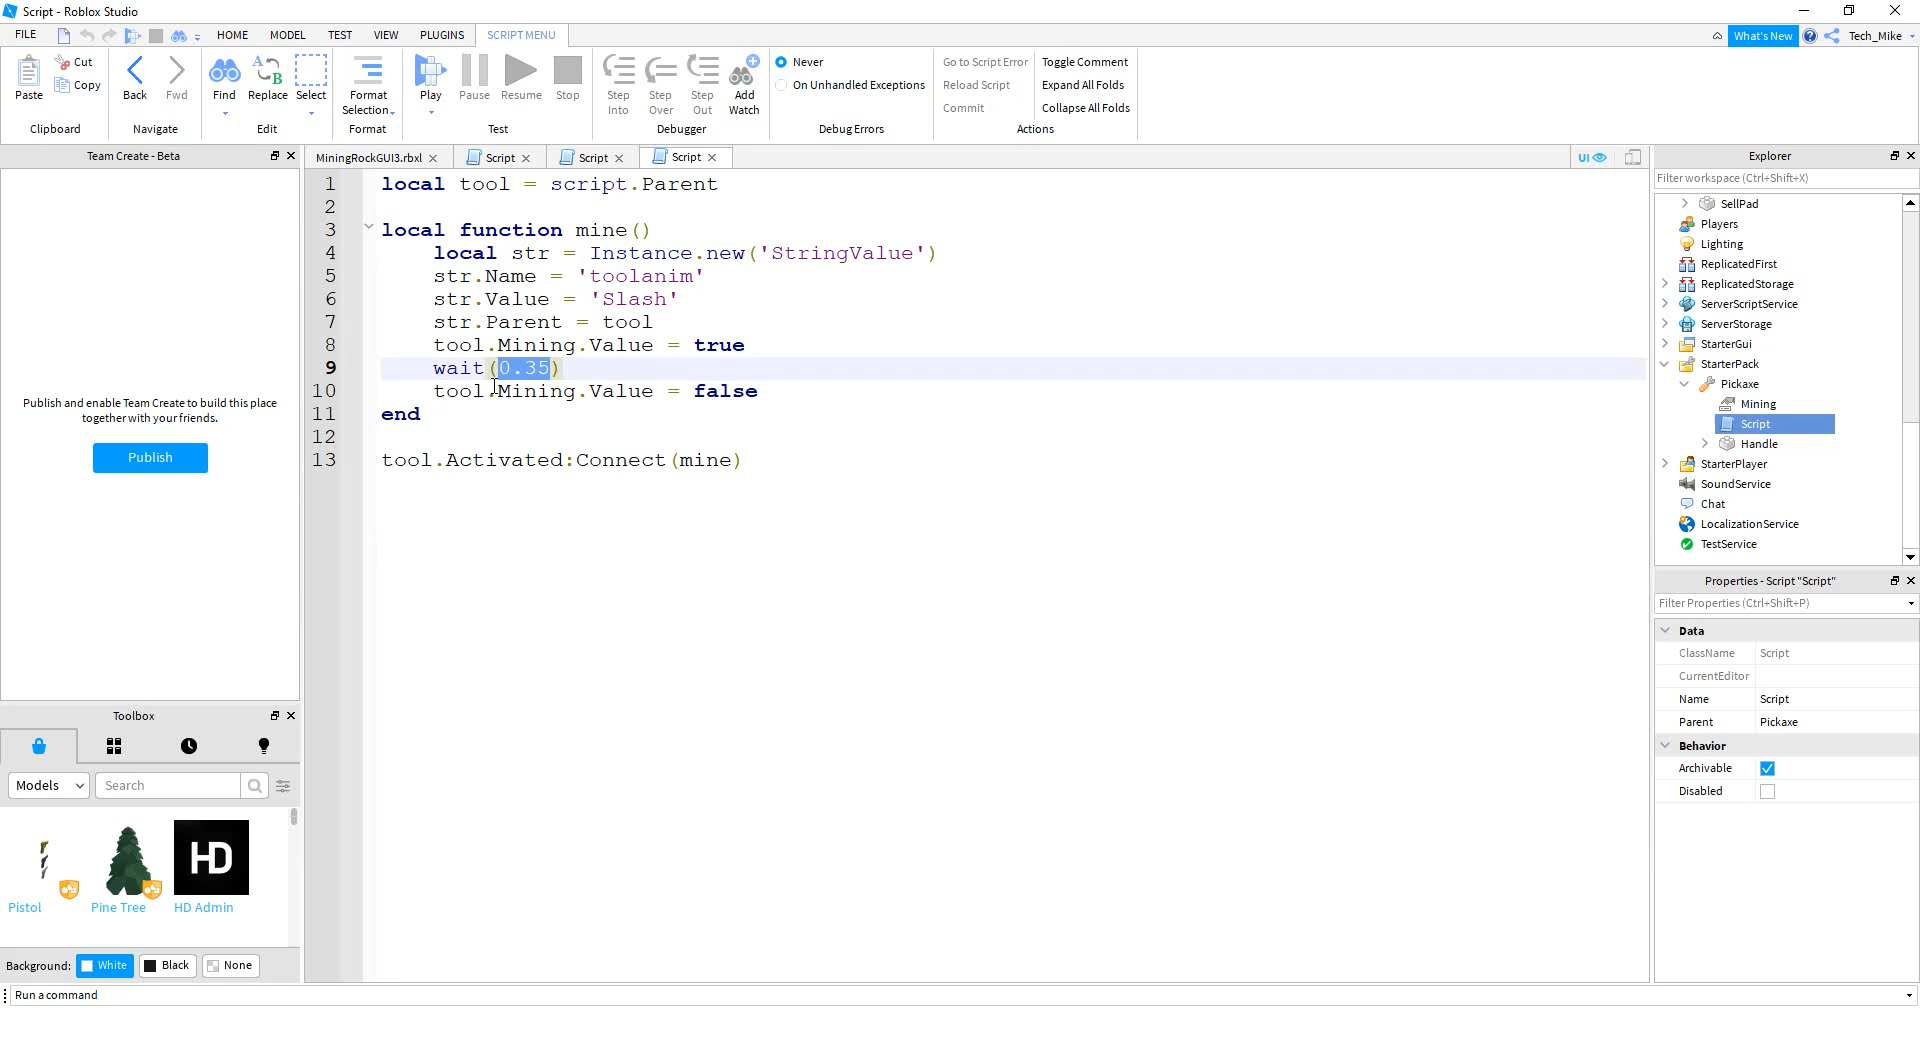 Script - Roblox Studio
FILE HOME MODEL TEST VIEW PLUGINS SCRIPT MENU What's New Tech_Mike
Paste Cut Copy Back Fwd Find Replace Select Format Selection Play Pause Resume Stop Step Into Step Over Step Out Add Watch
Never
On Unhandled Exceptions
Go to Script Error
Reload Script
Commit
Toggle Comment
Expand All Folds
Collapse All Folds
Clipboard Navigate Edit Format Test Debugger Debug Errors Actions
Team Create - Beta
Publish and enable Team Create to build this place
together with your friends.
Publish
Toolbox
Models Search
Pistol Pine Tree HD Admin
HD
Background: White Black None
MiningRockGUI3.rbxl Script Script Script UI
1 local tool = script.Parent
2
3 local function mine()
4 local str = Instance.new('StringValue')
5 str.Name = 'toolanim'
6 str.Value = 'Slash'
7 str.Parent = tool
8 tool.Mining.Value = true
9 wait(0.35)
10 tool.Mining.Value = false
11 end
12
13 tool.Activated:Connect(mine)
Explorer
Filter workspace (Ctrl+Shift+X)
SellPad
Players
Lighting
ReplicatedFirst
ReplicatedStorage
ServerScriptService
ServerStorage
StarterGui
StarterPack
Pickaxe
Mining
Script
Handle
StarterPlayer
SoundService
Chat
LocalizationService
TestService
Properties - Script "Script"
Filter Properties (Ctrl+Shift+P)
Data
ClassName Script
CurrentEditor
Name Script
Parent Pickaxe
Behavior
Archivable
Disabled
Run a command